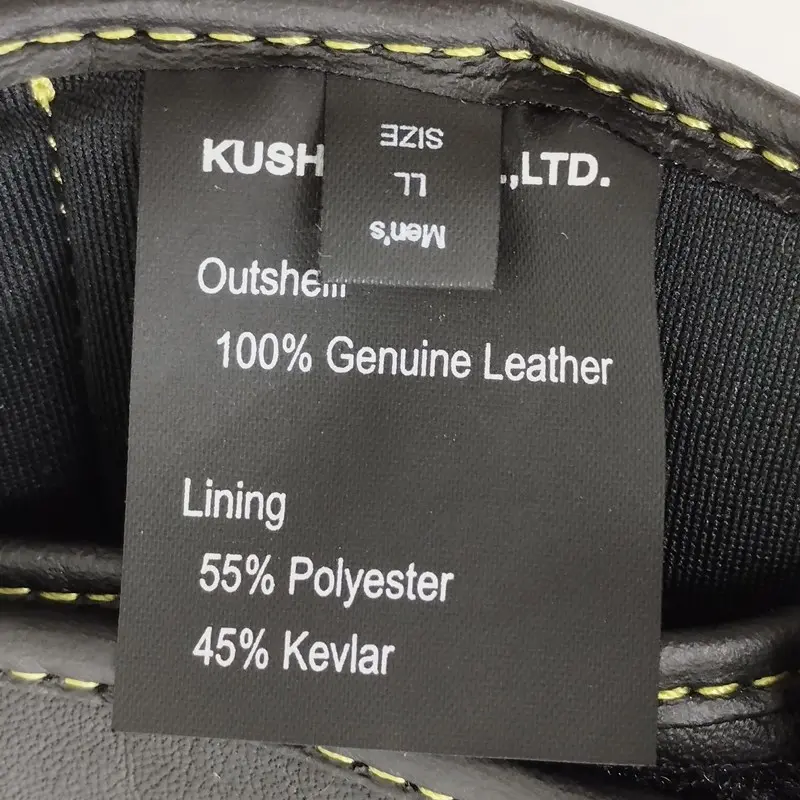 KUSH .,LTD.
Outshell
100% Genuine Leather
Lining
55% Polyester
45% Kevlar
SIZE
LL
Men's